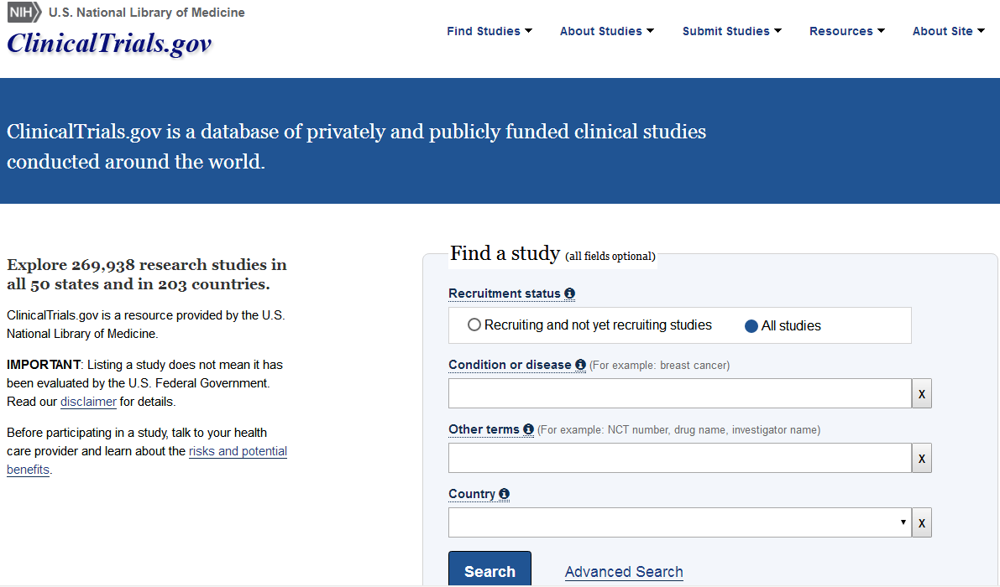 NIH U.S. National Library of Medicine
ClinicalTrials.gov
Find Studies About Studies Submit Studies Resources About Site
ClinicalTrials.gov is a database of privately and publicly funded clinical studies
conducted around the world.
Explore 269,938 research studies in
all 50 states and in 203 countries.
ClinicalTrials.gov is a resource provided by the U.S.
National Library of Medicine.
IMPORTANT: Listing a study does not mean it has
been evaluated by the U.S. Federal Government.
Read our disclaimer for details.
Before participating in a study, talk to your health
care provider and learn about the risks and potential
benefits.
Find a study (all fields optional)
Recruitment status
Recruiting and not yet recruiting studies All studies
Condition or disease (For example: breast cancer)
X
Other terms (For example: NCT number, drug name, investigator name)
X
Country
X
Search Advanced Search